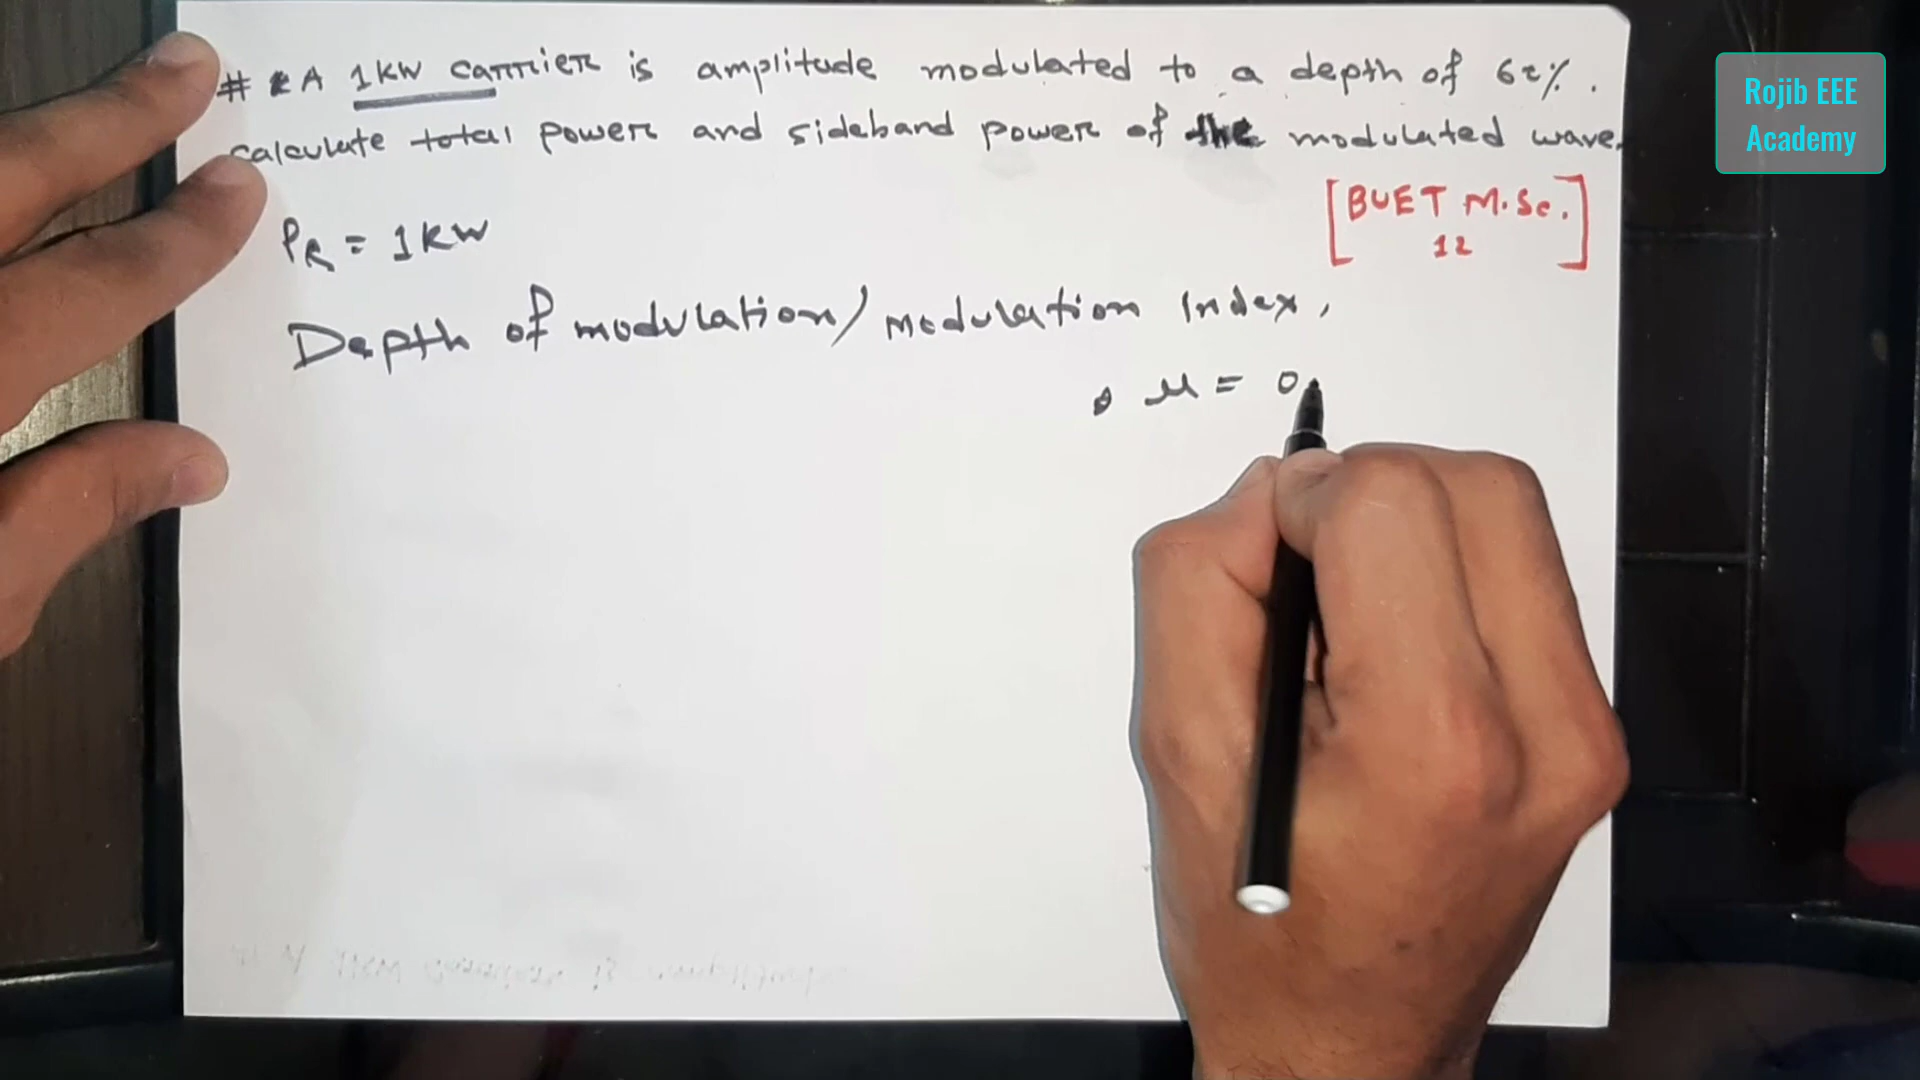 # A 1KW carrier is amplitude modulated to a depth of 60%.
calculate total power and sideband power of the modulated wave.
[BUET M.Sc.
12]
PR = 1KW
Depth of modulation/modulation Index,
μ = 0.
Rojib EEE
Academy